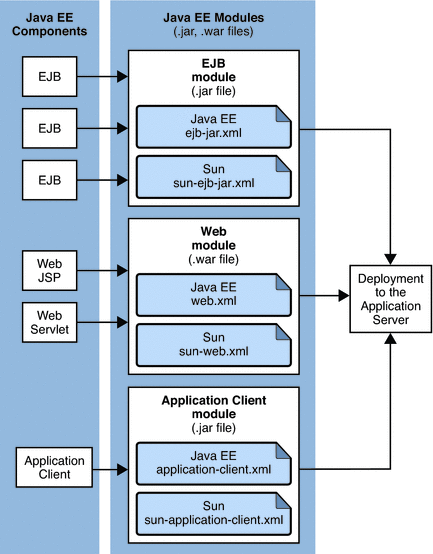 Java EE
Components
Java EE Modules
(.jar, .war files)
EJB
EJB
EJB
EJB
module
(.jar file)
Java EE
ejb-jar.xml
Sun
sun-ejb-jar.xml
Web
JSP
Web
Servlet
Web
module
(.war file)
Java EE
web.xml
Sun
sun-web.xml
Application
Client
Application Client
module
(.jar file)
Java EE
application-client.xml
Sun
sun-application-client.xml
Deployment
to the
Application
Server